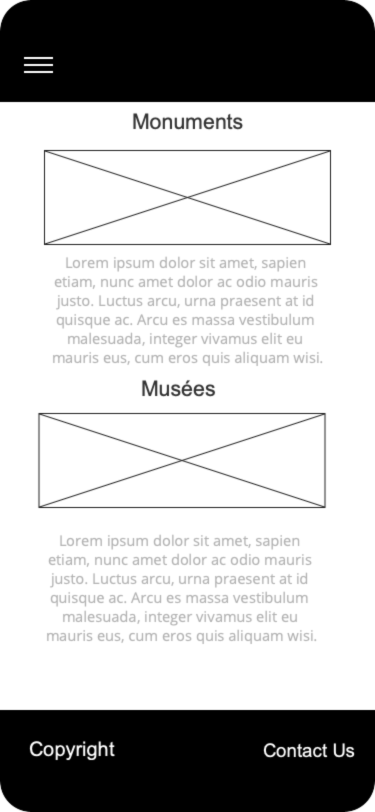 Monuments
Lorem ipsum dolor sit amet, sapien
etiam, nunc amet dolor ac odio mauris
justo. Luctus arcu, urna praesent at id
quisque ac. Arcu es massa vestibulum
malesuada, integer vivamus elit eu
mauris eus, cum eros quis aliquam wisi.
Musées
Lorem ipsum dolor sit amet, sapien
etiam, nunc amet dolor ac odio mauris
justo. Luctus arcu, urna praesent at id
quisque ac. Arcu es massa vestibulum
malesuada, integer vivamus elit eu
mauris eus, cum eros quis aliquam wisi.
Copyright
Contact Us